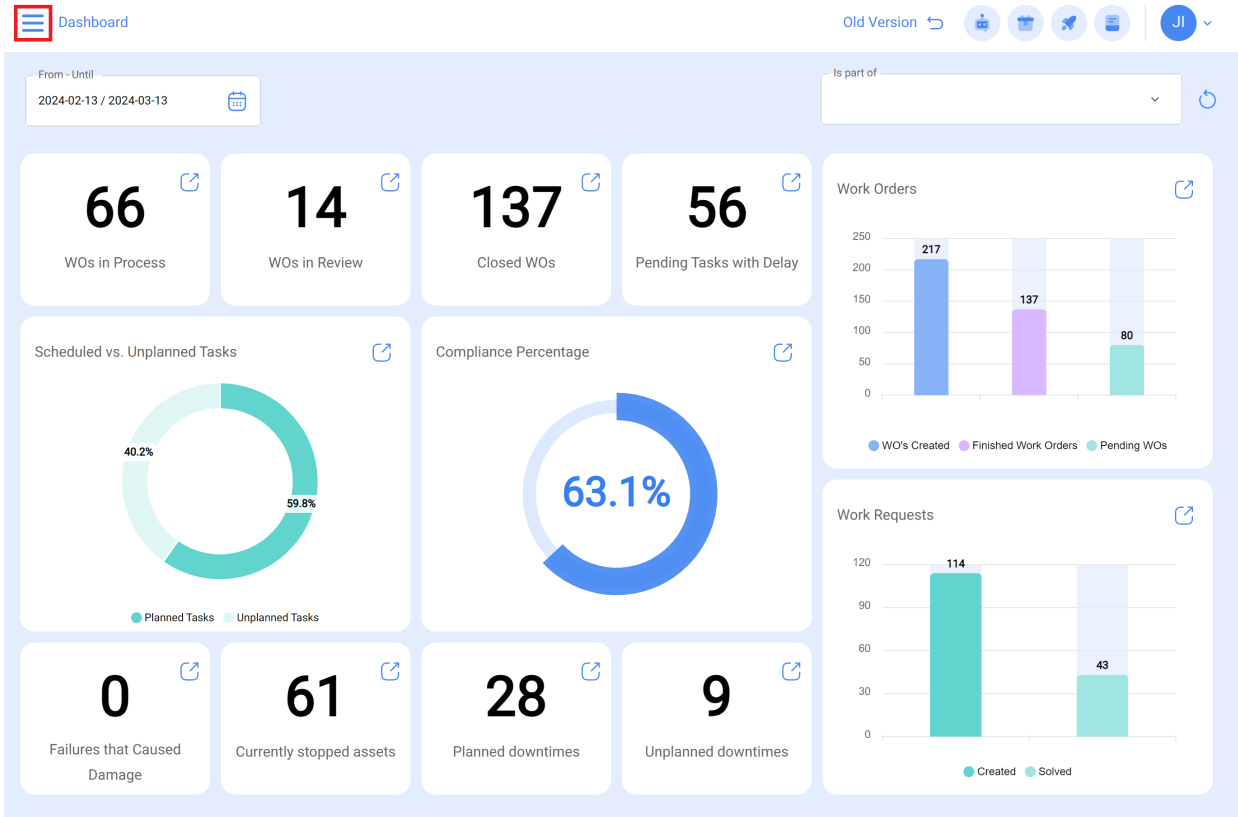 Dashboard
Old Version
JI
From - Until
2024-02-13 / 2024-03-13
Is part of
66
WOs in Process
14
WOs in Review
137
Closed WOs
56
Pending Tasks with Delay
Work Orders
250
200
150
100
50
0
217
137
80
WO's Created Finished Work Orders Pending WOs
Scheduled vs. Unplanned Tasks
40.2%
59.8%
Planned Tasks Unplanned Tasks
Compliance Percentage
63.1%
Work Requests
120
90
60
30
0
114
43
Created Solved
0
Failures that Caused
Damage
61
Currently stopped assets
28
Planned downtimes
9
Unplanned downtimes